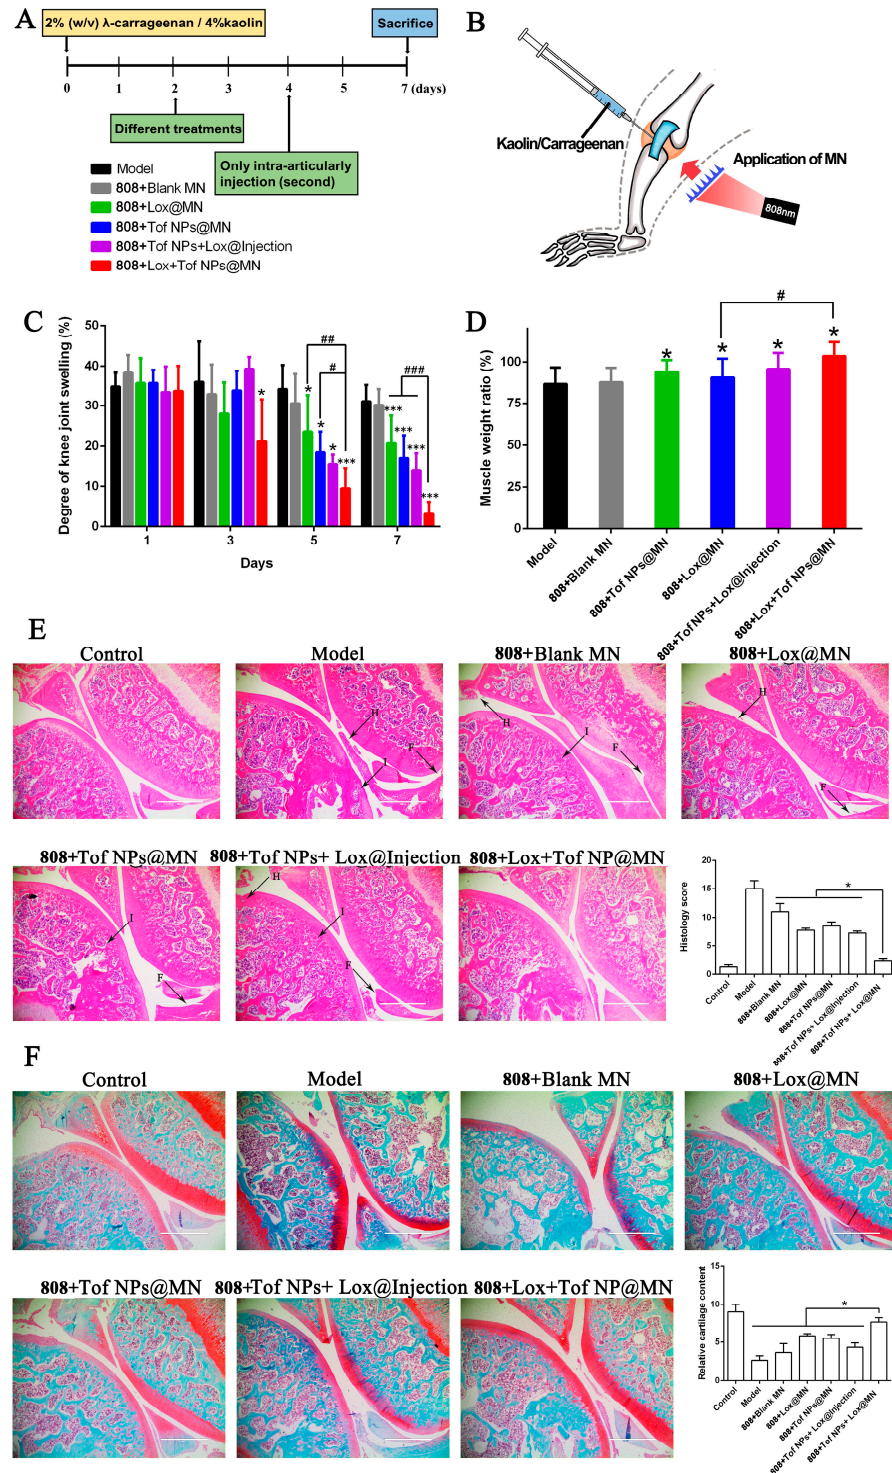 A
2% (w/v) λ-carrageenan / 4%kaolin
Sacrifice
0 1 2 3 4 5 7 (days)
Different treatments
Only intra-articularly
injection (second)
Model
808+Blank MN
808+Lox@MN
808+Tof NPs@MN
808+Tof NPs+Lox@Injection
808+Lox+Tof NPs@MN
B
Kaolin/Carrageenan
Application of MN
808nm
C
Degree of knee joint swelling (%)
50
40
30
20
10
0
*
##
#
*
*
*
***
###
***
***
***
***
1 3 5 7
Days
D
Muscle weight ratio (%)
100
75
50
25
0
#
*
*
*
*
Model
808+Blank MN
808+Tof NPs@MN
808+Lox@MN
808+Tof NPs+Lox@Injection
808+Lox+Tof NPs@MN
E
Control
Model
H
I
F
808+Blank MN
H
I
F
808+Lox@MN
H
F
808+Tof NPs@MN
I
F
808+Tof NPs+ Lox@Injection
H
I
F
808+Lox+Tof NP@MN
Histology score
20
15
10
5
0
*
Control
Model
808+Blank MN
808+Lox@MN
808+Tof NPs@MN
808+Tof NPs+ Lox@Injection
808+Tof NPs+ Lox@MN
F
Control
Model
808+Blank MN
808+Lox@MN
808+Tof NPs@MN
808+Tof NPs+ Lox@Injection
808+Lox+Tof NP@MN
Relative cartilage content
15
10
5
0
*
Control
Model
808+Blank MN
808+Lox@MN
808+Tof NPs@MN
808+Tof NPs+ Lox@Injection
808+Tof NPs+ Lox@MN